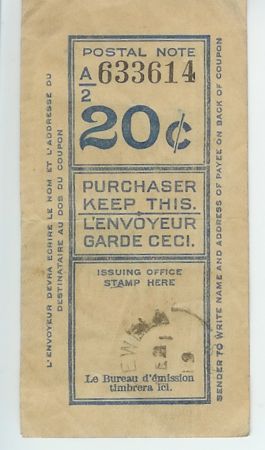 POSTAL NOTE
A/2 633614
20¢
PURCHASER
KEEP THIS.
L'ENVOYEUR
GARDE CECI.
ISSUING OFFICE
STAMP HERE
Le Bureau d'émission
timbrera ici.
L'ENVOYEUR DEVRA ECRIRE LE NOM ET L'ADDRESSE DU
DESTINATAIRE AU DOS DU COUPON
SENDER TO WRITE NAME AND ADDRESS OF PAYEE ON BACK OF COUPON